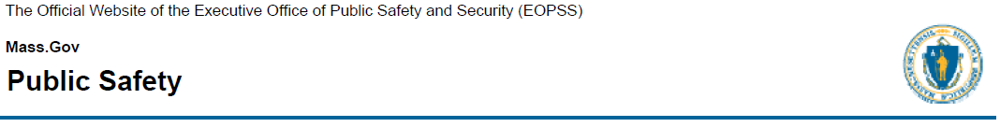 The Official Website of the Executive Office of Public Safety and Security (EOPSS)
Mass.Gov
Public Safety